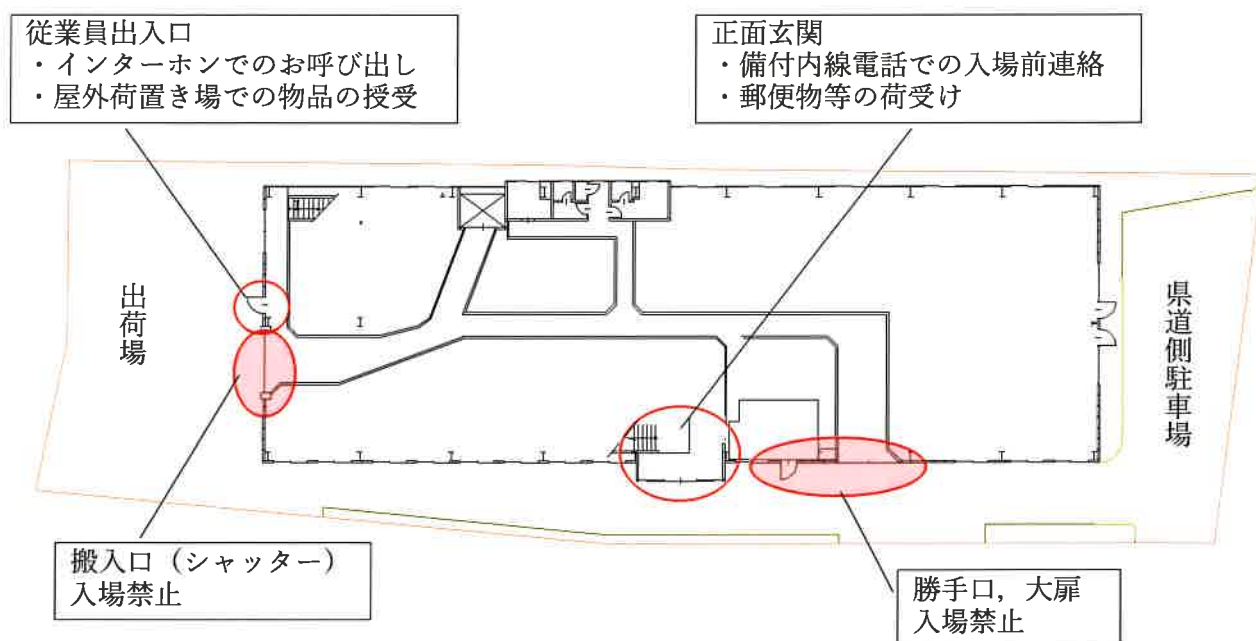 従業員出入口
・インターホンでのお呼び出し
・屋外荷置き場での物品の授受
正面玄関
・備付内線電話での入場前連絡
・郵便物等の荷受け
出荷場
県道側駐車場
搬入口（シャッター）
入場禁止
勝手口，大扉
入場禁止